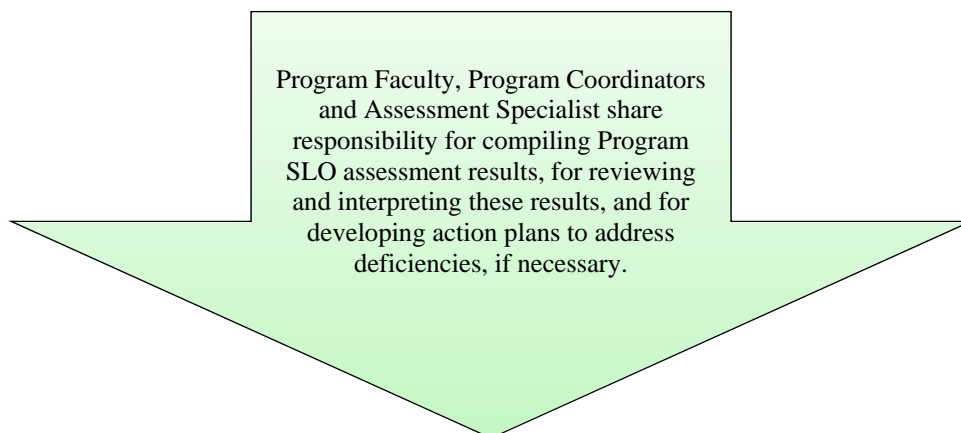 Program Faculty, Program Coordinators
and Assessment Specialist share
responsibility for compiling Program
SLO assessment results, for reviewing
and interpreting these results, and for
developing action plans to address
deficiencies, if necessary.